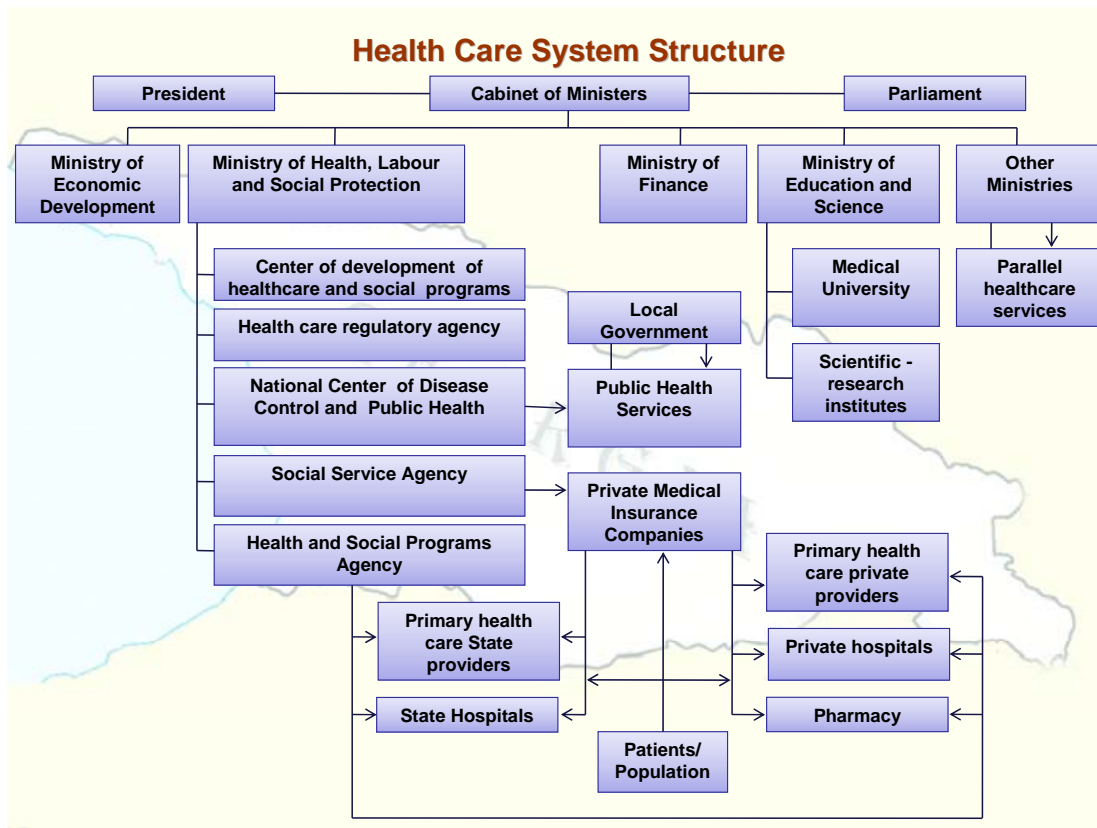 Health Care System Structure
President
Cabinet of Ministers
Parliament
Ministry of
Economic
Development
Ministry of Health, Labour
and Social Protection
Ministry of
Finance
Ministry of
Education and
Science
Other
Ministries
Center of development of
healthcare and social programs
Health care regulatory agency
National Center of Disease
Control and Public Health
Social Service Agency
Health and Social Programs
Agency
Local
Government
Public Health
Services
Private Medical
Insurance
Companies
Medical
University
Scientific -
research
institutes
Parallel
healthcare
services
Primary health
care State
providers
State Hospitals
Patients/
Population
Primary health
care private
providers
Private hospitals
Pharmacy